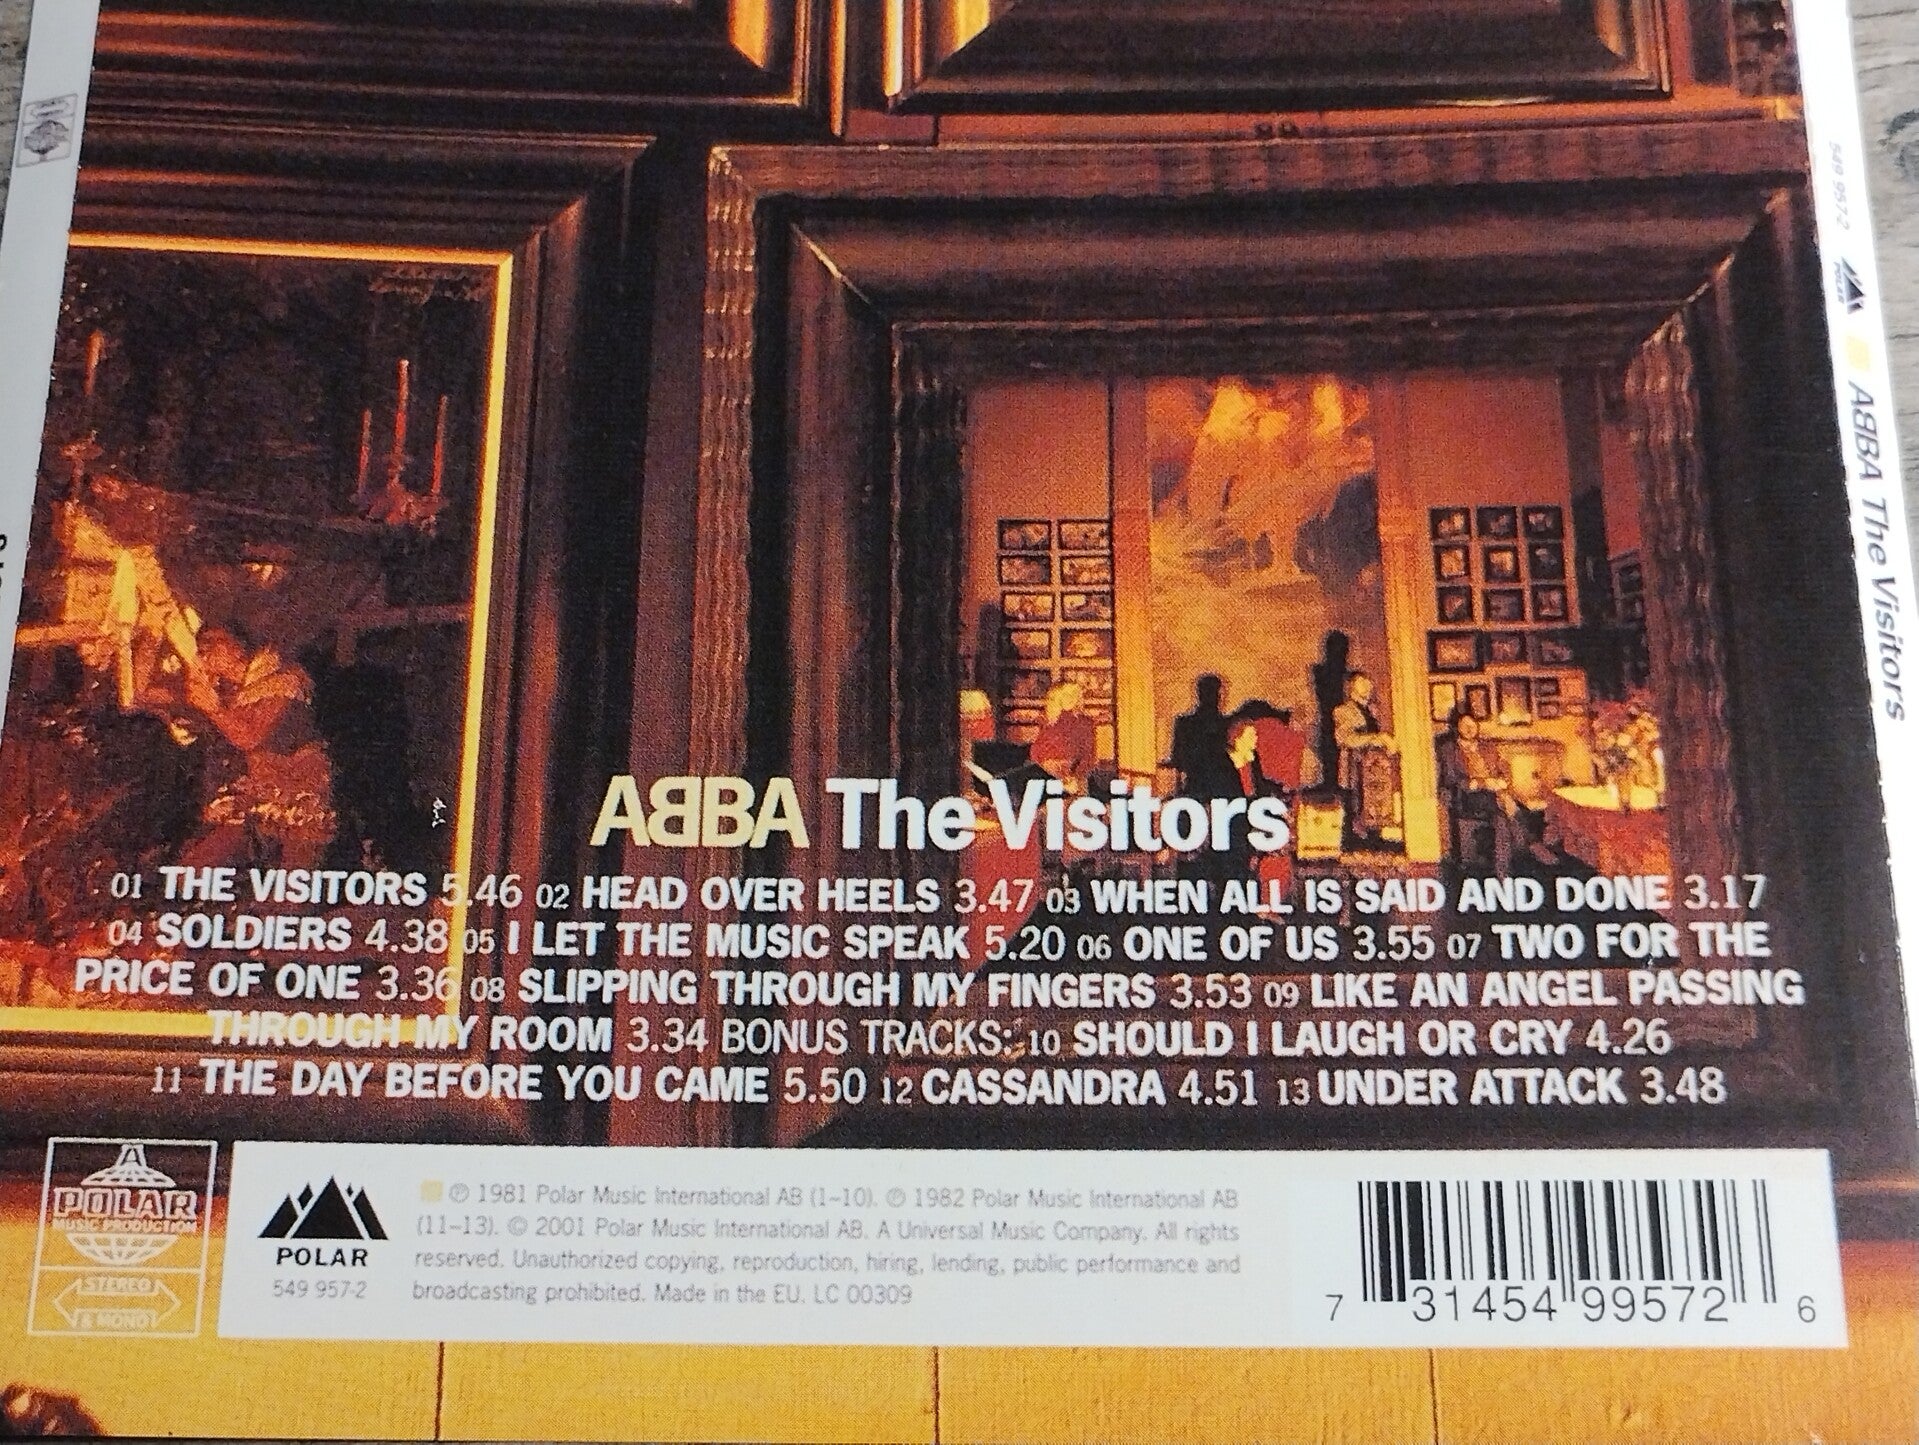 ABBA The Visitors
01 THE VISITORS 5.46 02 HEAD OVER HEELS 3.47 03 WHEN ALL IS SAID AND DONE 3.17
04 SOLDIERS 4.38 05 I LET THE MUSIC SPEAK 5.20 06 ONE OF US 3.55 07 TWO FOR THE
PRICE OF ONE 3.36 08 SLIPPING THROUGH MY FINGERS 3.53 09 LIKE AN ANGEL PASSING
THROUGH MY ROOM 3.34 BONUS TRACKS: 10 SHOULD I LAUGH OR CRY 4.26
11 THE DAY BEFORE YOU CAME 5.50 12 CASSANDRA 4.51 13 UNDER ATTACK 3.48
A
POLAR
MUSIC PRODUCTION
STEREO
& MONO
POLAR
549 957-2
℗ 1981 Polar Music International AB (1–10). ℗ 1982 Polar Music International AB
(11–13). © 2001 Polar Music International AB. A Universal Music Company. All rights
reserved. Unauthorized copying, reproduction, hiring, lending, public performance and
broadcasting prohibited. Made in the EU. LC 00309
7 31454 99572 6
549 957-2 POLAR ABBA The Visitors